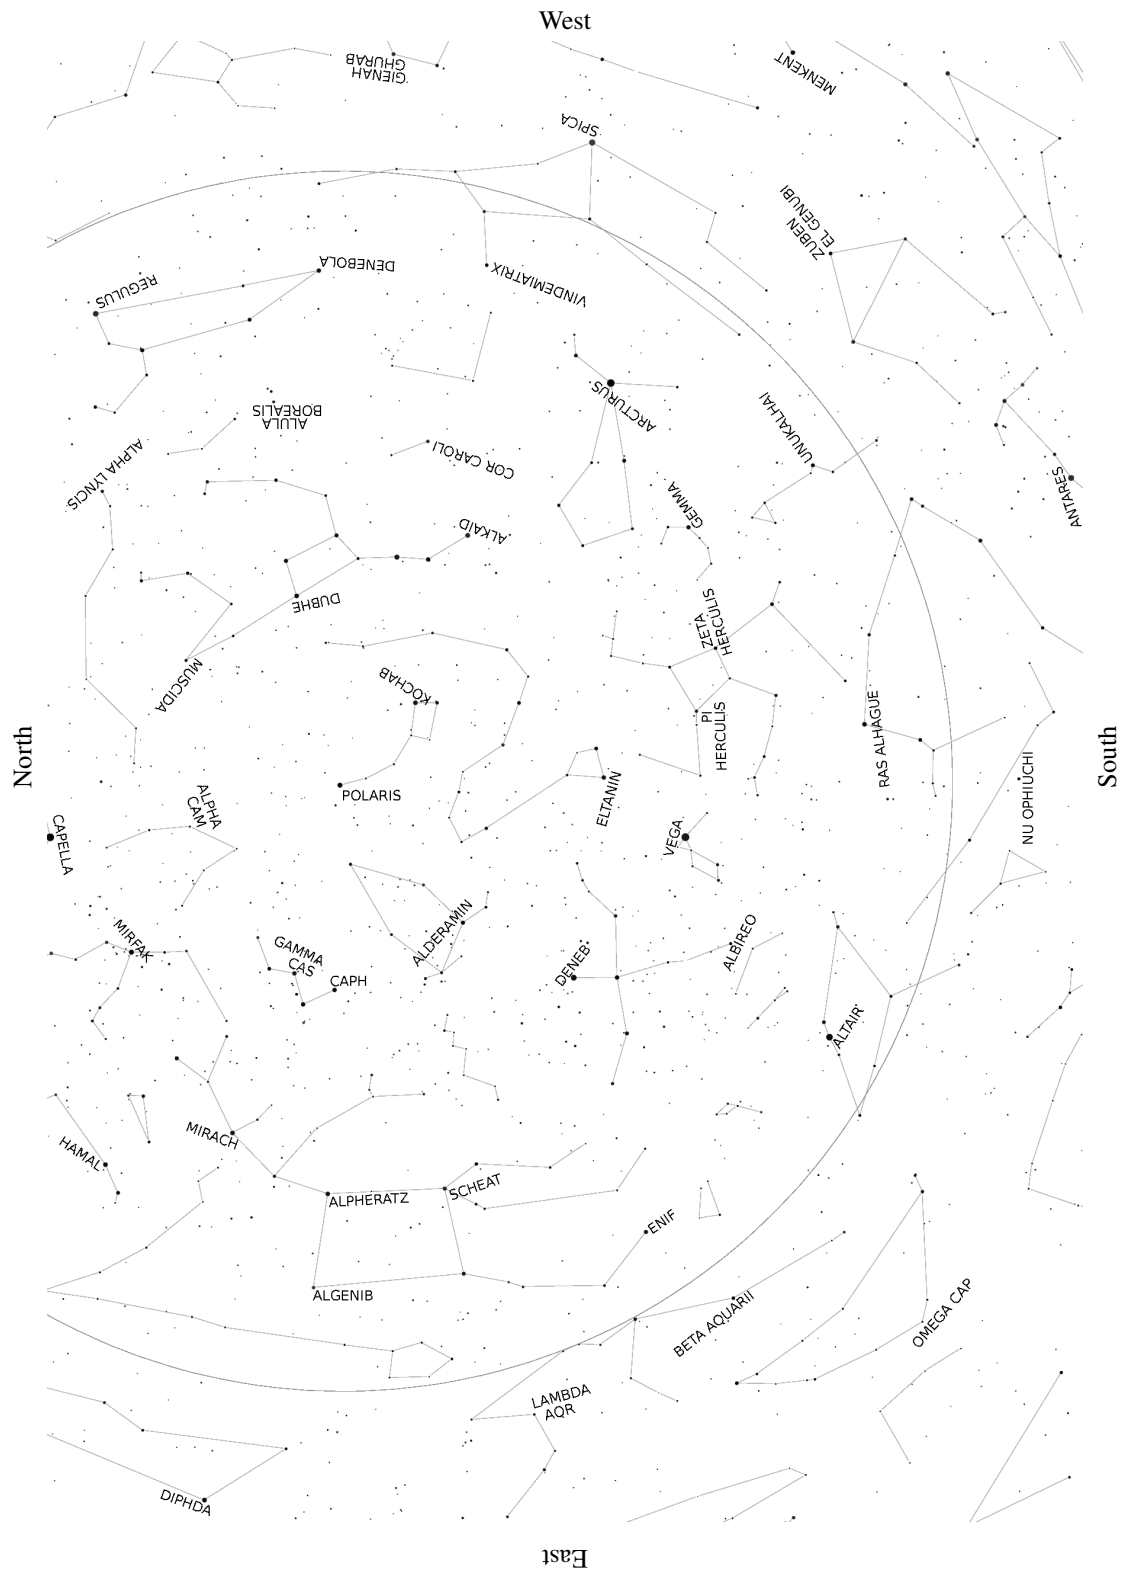 West
GIENAH
GHURAB
MENKENT
SPICA
ZUBEN
EL GENUBI
DENEBOLA
REGULUS
VINDEMIATRIX
ARCTURUS
ALULA
BOREALIS
UNUKALHAI
COR CAROLI
ALPHA LYNCIS
ANTARES
GEMMA
ALKAID
DUBHE
ZETA
HERCULIS
MUSCIDA
KOCHAB
PI
HERCULIS
RAS ALHAGUE
North
South
NU OPHIUCHI
POLARIS
ELTANIN
ALPHA
CAM
CAPELLA
VEGA
ALDERAMIN
ALBIREO
MIRFAK
GAMMA
CAS
CAPH
DENEB
ALTAIR
MIRACH
HAMAL
ALPHERATZ
SCHEAT
ENIF
ALGENIB
BETA AQUARII
OMEGA CAP
LAMBDA
AQR
DIPHDA
East